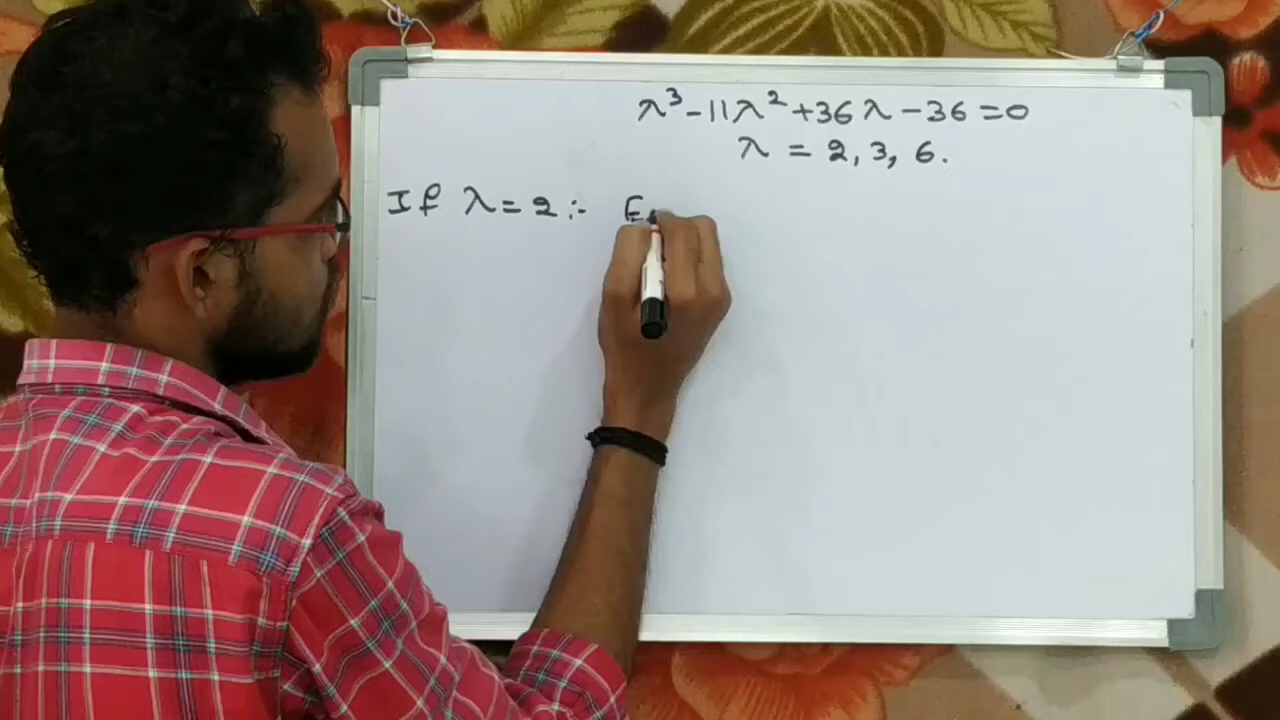 λ³-11λ²+36λ-36=0
λ = 2, 3, 6.
If λ=2:-